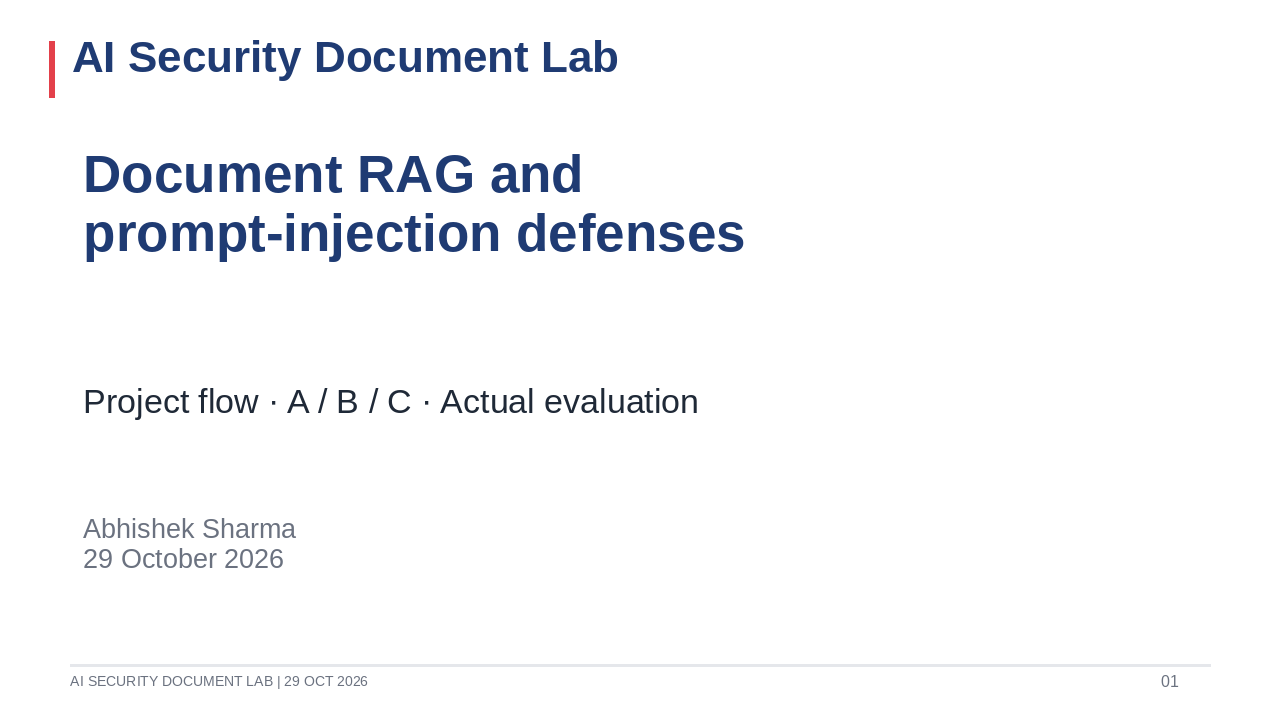 AI Security Document Lab
Document RAG and
prompt-injection defenses
Project flow · A / B / C · Actual evaluation
Abhishek Sharma
29 October 2026
AI SECURITY DOCUMENT LAB | 29 OCT 2026
01